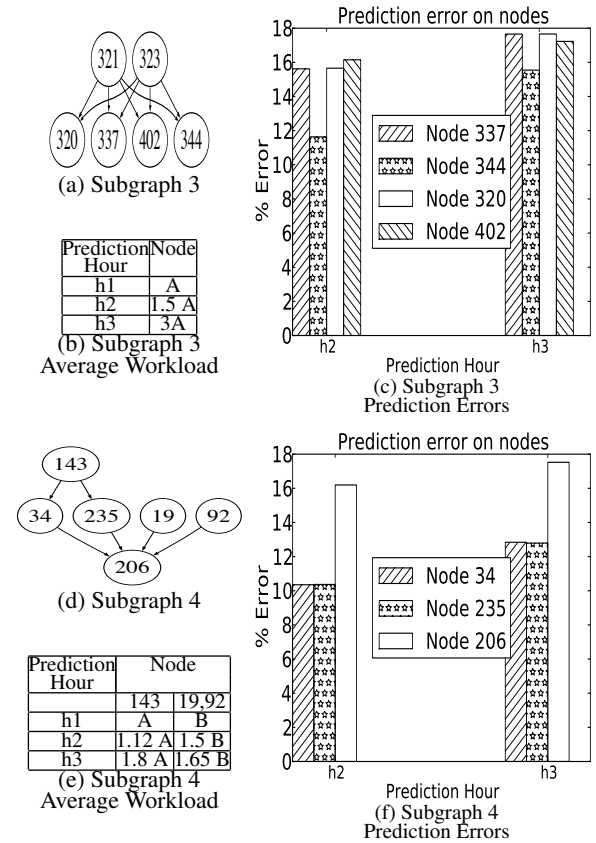 321 323
320 337 402 344
(a) Subgraph 3
Prediction Hour Node
h1 A
h2 1.5 A
h3 3A
(b) Subgraph 3
Average Workload
Prediction error on nodes
18
16
14
12
10
8
6
4
2
0
% Error
Node 337
Node 344
Node 320
Node 402
h2 h3
Prediction Hour
(c) Subgraph 3
Prediction Errors
143
34 235 19 92
206
(d) Subgraph 4
Prediction Hour Node
143 19,92
h1 A B
h2 1.12 A 1.5 B
h3 1.8 A 1.65 B
(e) Subgraph 4
Average Workload
Prediction error on nodes
18
16
14
12
10
8
6
4
2
0
% Error
Node 34
Node 235
Node 206
h2 h3
Prediction Hour
(f) Subgraph 4
Prediction Errors